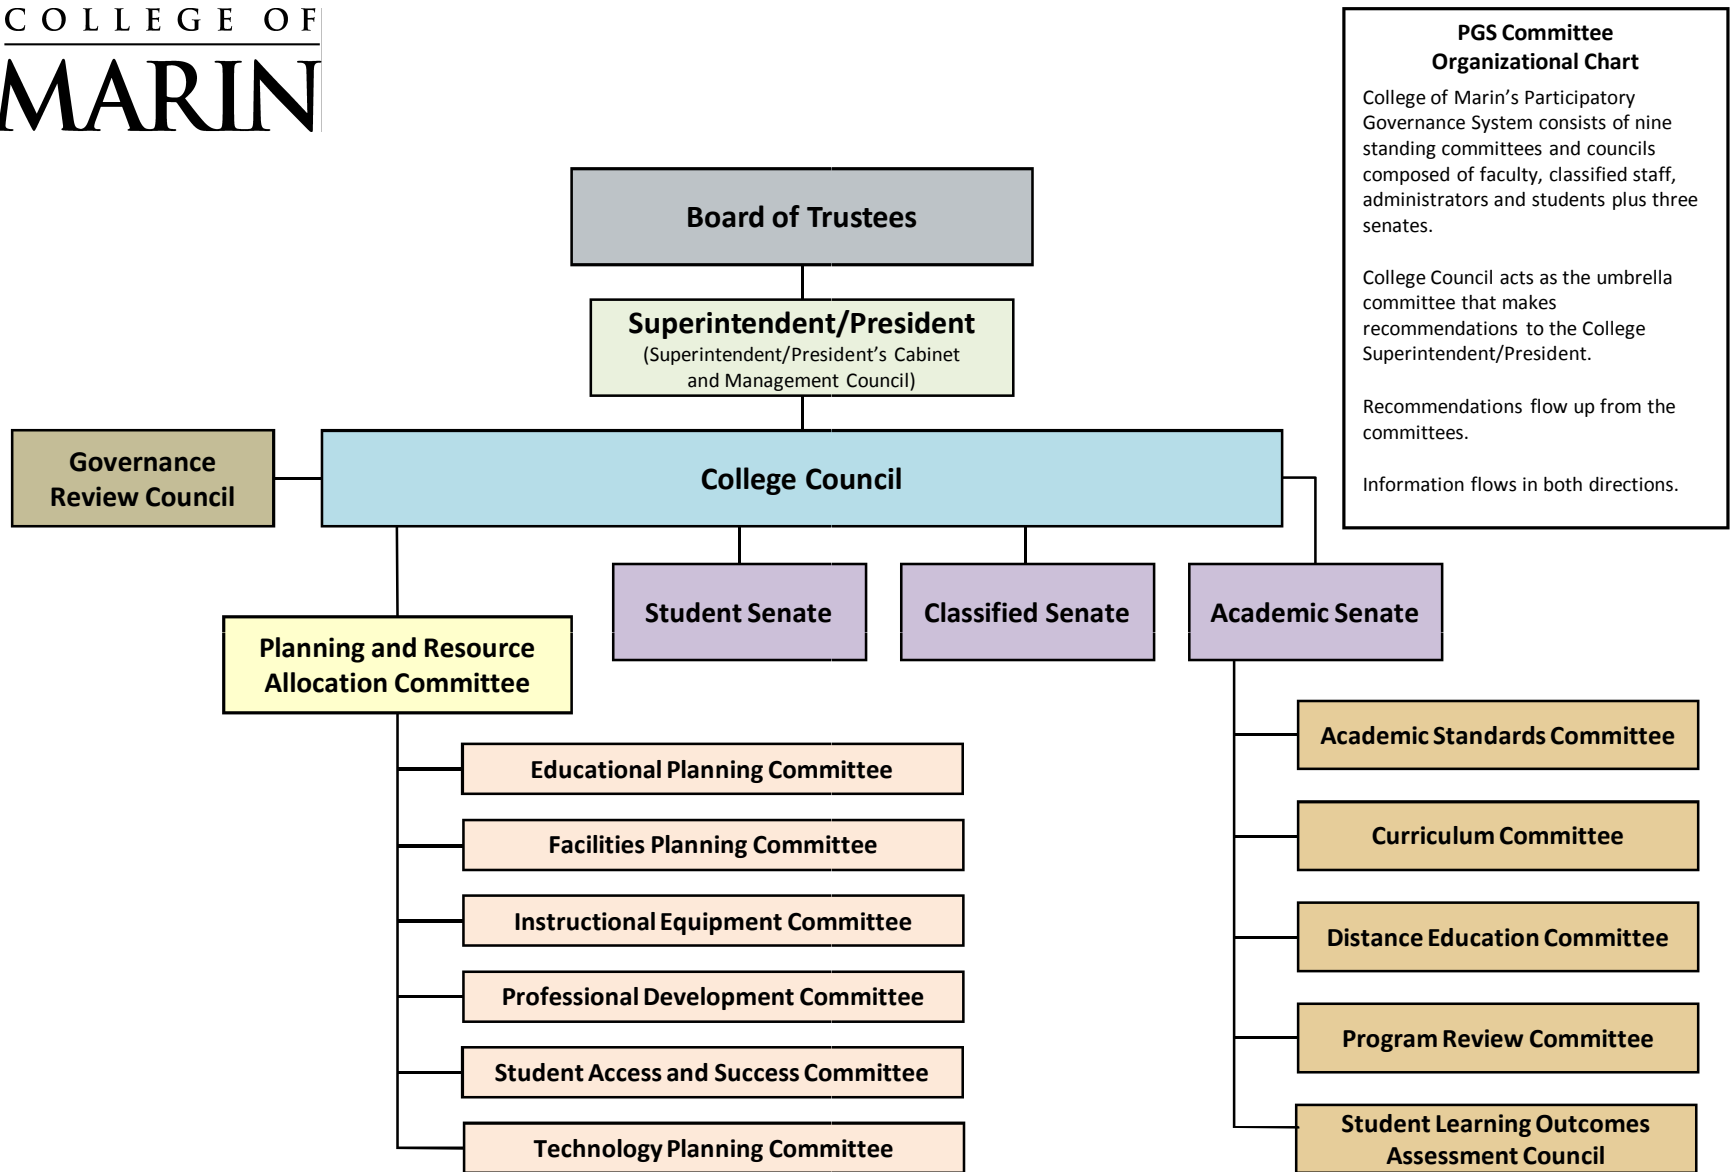 COLLEGE OF
MARIN
PGS Committee
Organizational Chart
College of Marin’s Participatory
Governance System consists of nine
standing committees and councils
composed of faculty, classified staff,
administrators and students plus three
senates.
College Council acts as the umbrella
committee that makes
recommendations to the College
Superintendent/President.
Recommendations flow up from the
committees.
Information flows in both directions.
Board of Trustees
Superintendent/President
(Superintendent/President’s Cabinet
and Management Council)
Governance
Review Council
College Council
Student Senate
Classified Senate
Academic Senate
Planning and Resource
Allocation Committee
Educational Planning Committee
Facilities Planning Committee
Instructional Equipment Committee
Professional Development Committee
Student Access and Success Committee
Technology Planning Committee
Academic Standards Committee
Curriculum Committee
Distance Education Committee
Program Review Committee
Student Learning Outcomes
Assessment Council